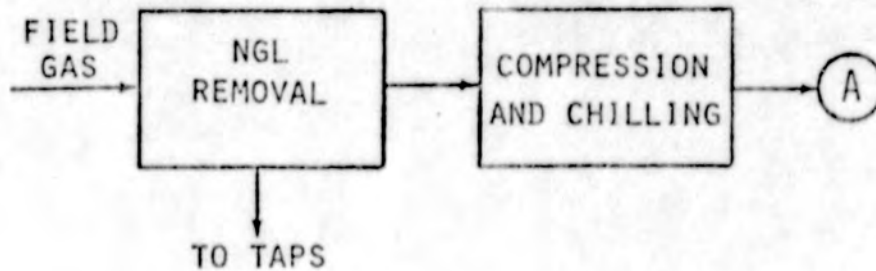 FIELD
GAS
NGL
REMOVAL
COMPRESSION
AND CHILLING
A
TO TAPS